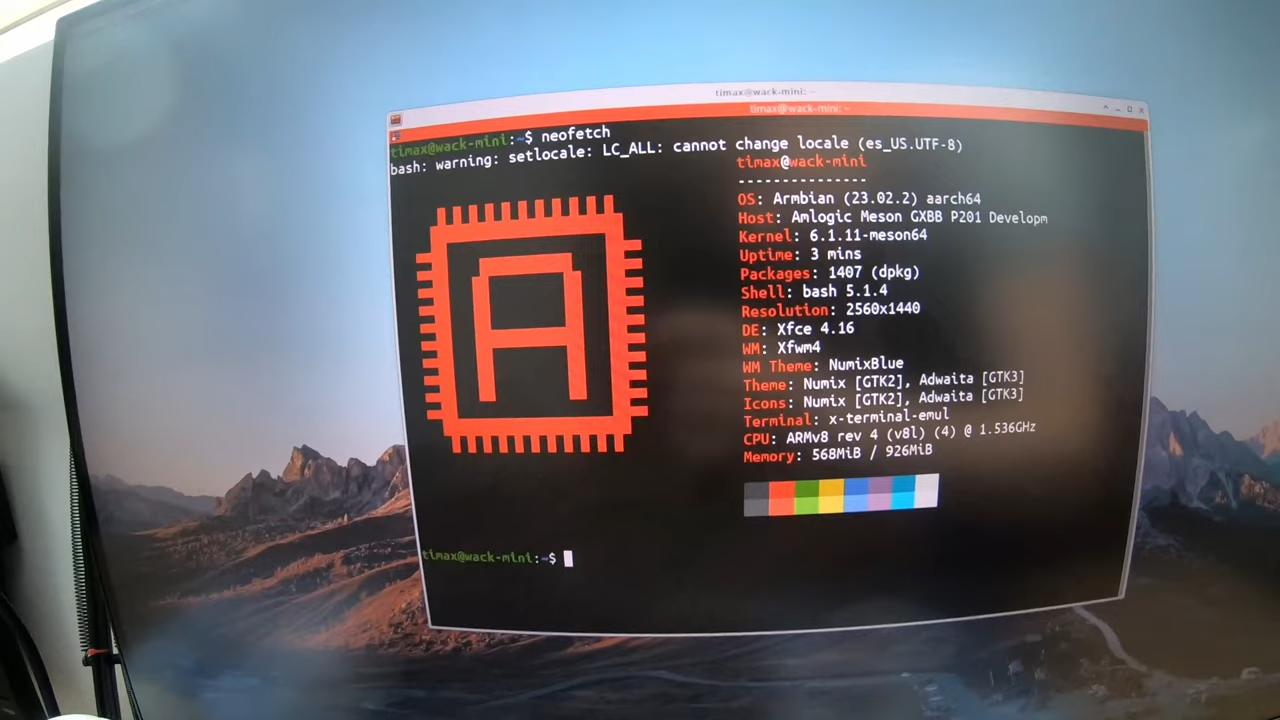 timax@wack-mini: ~
timax@wack-mini: ~
timax@wack-mini:~$ neofetch
bash: warning: setlocale: LC_ALL: cannot change locale (es_US.UTF-8)
timax@wack-mini
---------------
OS: Armbian (23.02.2) aarch64
Host: Amlogic Meson GXBB P201 Developm
Kernel: 6.1.11-meson64
Uptime: 3 mins
Packages: 1407 (dpkg)
Shell: bash 5.1.4
Resolution: 2560x1440
DE: Xfce 4.16
WM: Xfwm4
WM Theme: NumixBlue
Theme: Numix [GTK2], Adwaita [GTK3]
Icons: Numix [GTK2], Adwaita [GTK3]
Terminal: x-terminal-emul
CPU: ARMv8 rev 4 (v8l) (4) @ 1.536GHz
Memory: 568MiB / 926MiB
timax@wack-mini:~$